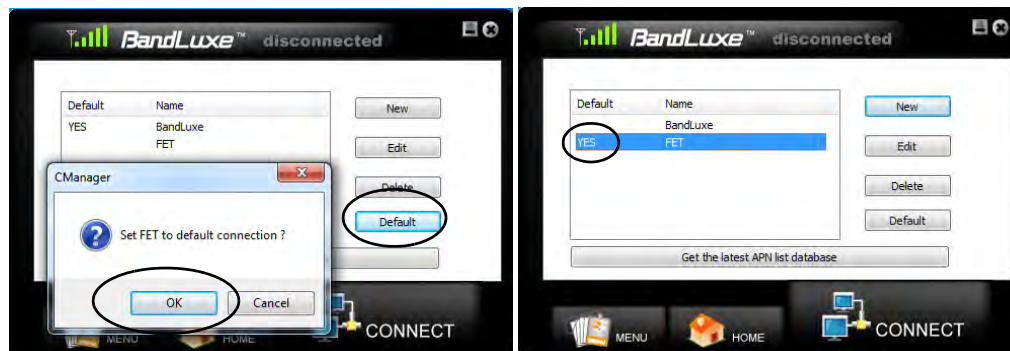 BandLuxe™ disconnected
Default Name
YES BandLuxe
FET
New
Edit
Delete
Default
CManager
Set FET to default connection ?
OK Cancel
MENU HOME CONNECT
BandLuxe™ disconnected
Default Name
BandLuxe
YES FET
New
Edit
Delete
Default
Get the latest APN list database
MENU HOME CONNECT